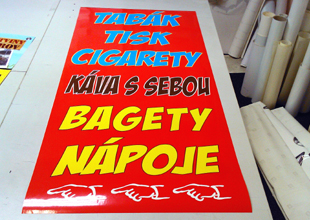 TABÁK
TISK
CIGARETY
KÁVA S SEBOU
BAGETY
NÁPOJE